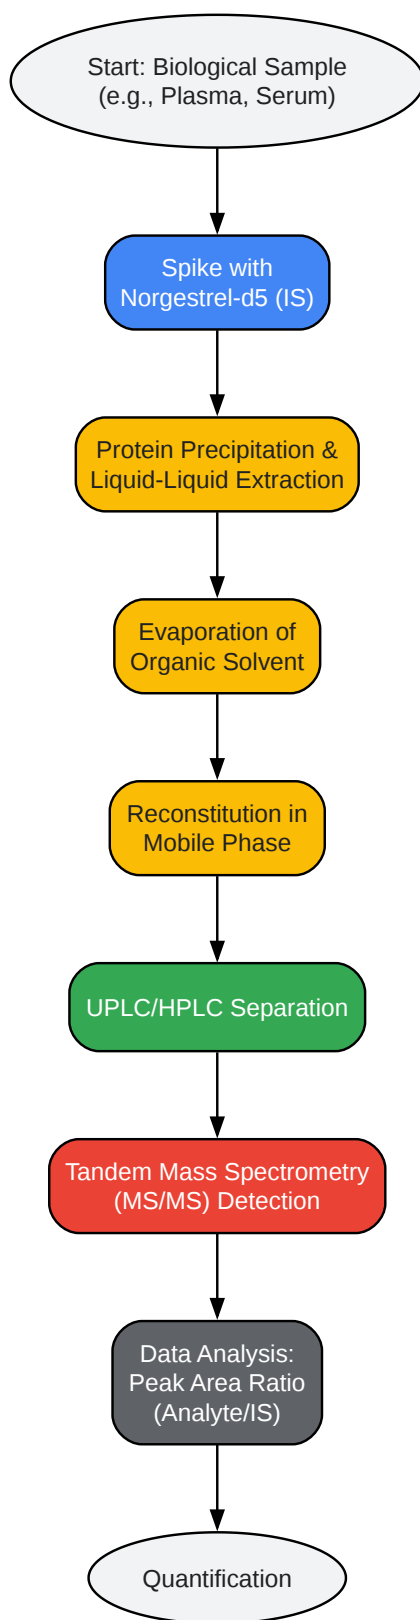 Start: Biological Sample
(e.g., Plasma, Serum)
Spike with
Norgestrel-d5 (IS)
Protein Precipitation &
Liquid-Liquid Extraction
Evaporation of
Organic Solvent
Reconstitution in
Mobile Phase
UPLC/HPLC Separation
Tandem Mass Spectrometry
(MS/MS) Detection
Data Analysis:
Peak Area Ratio
(Analyte/IS)
Quantification